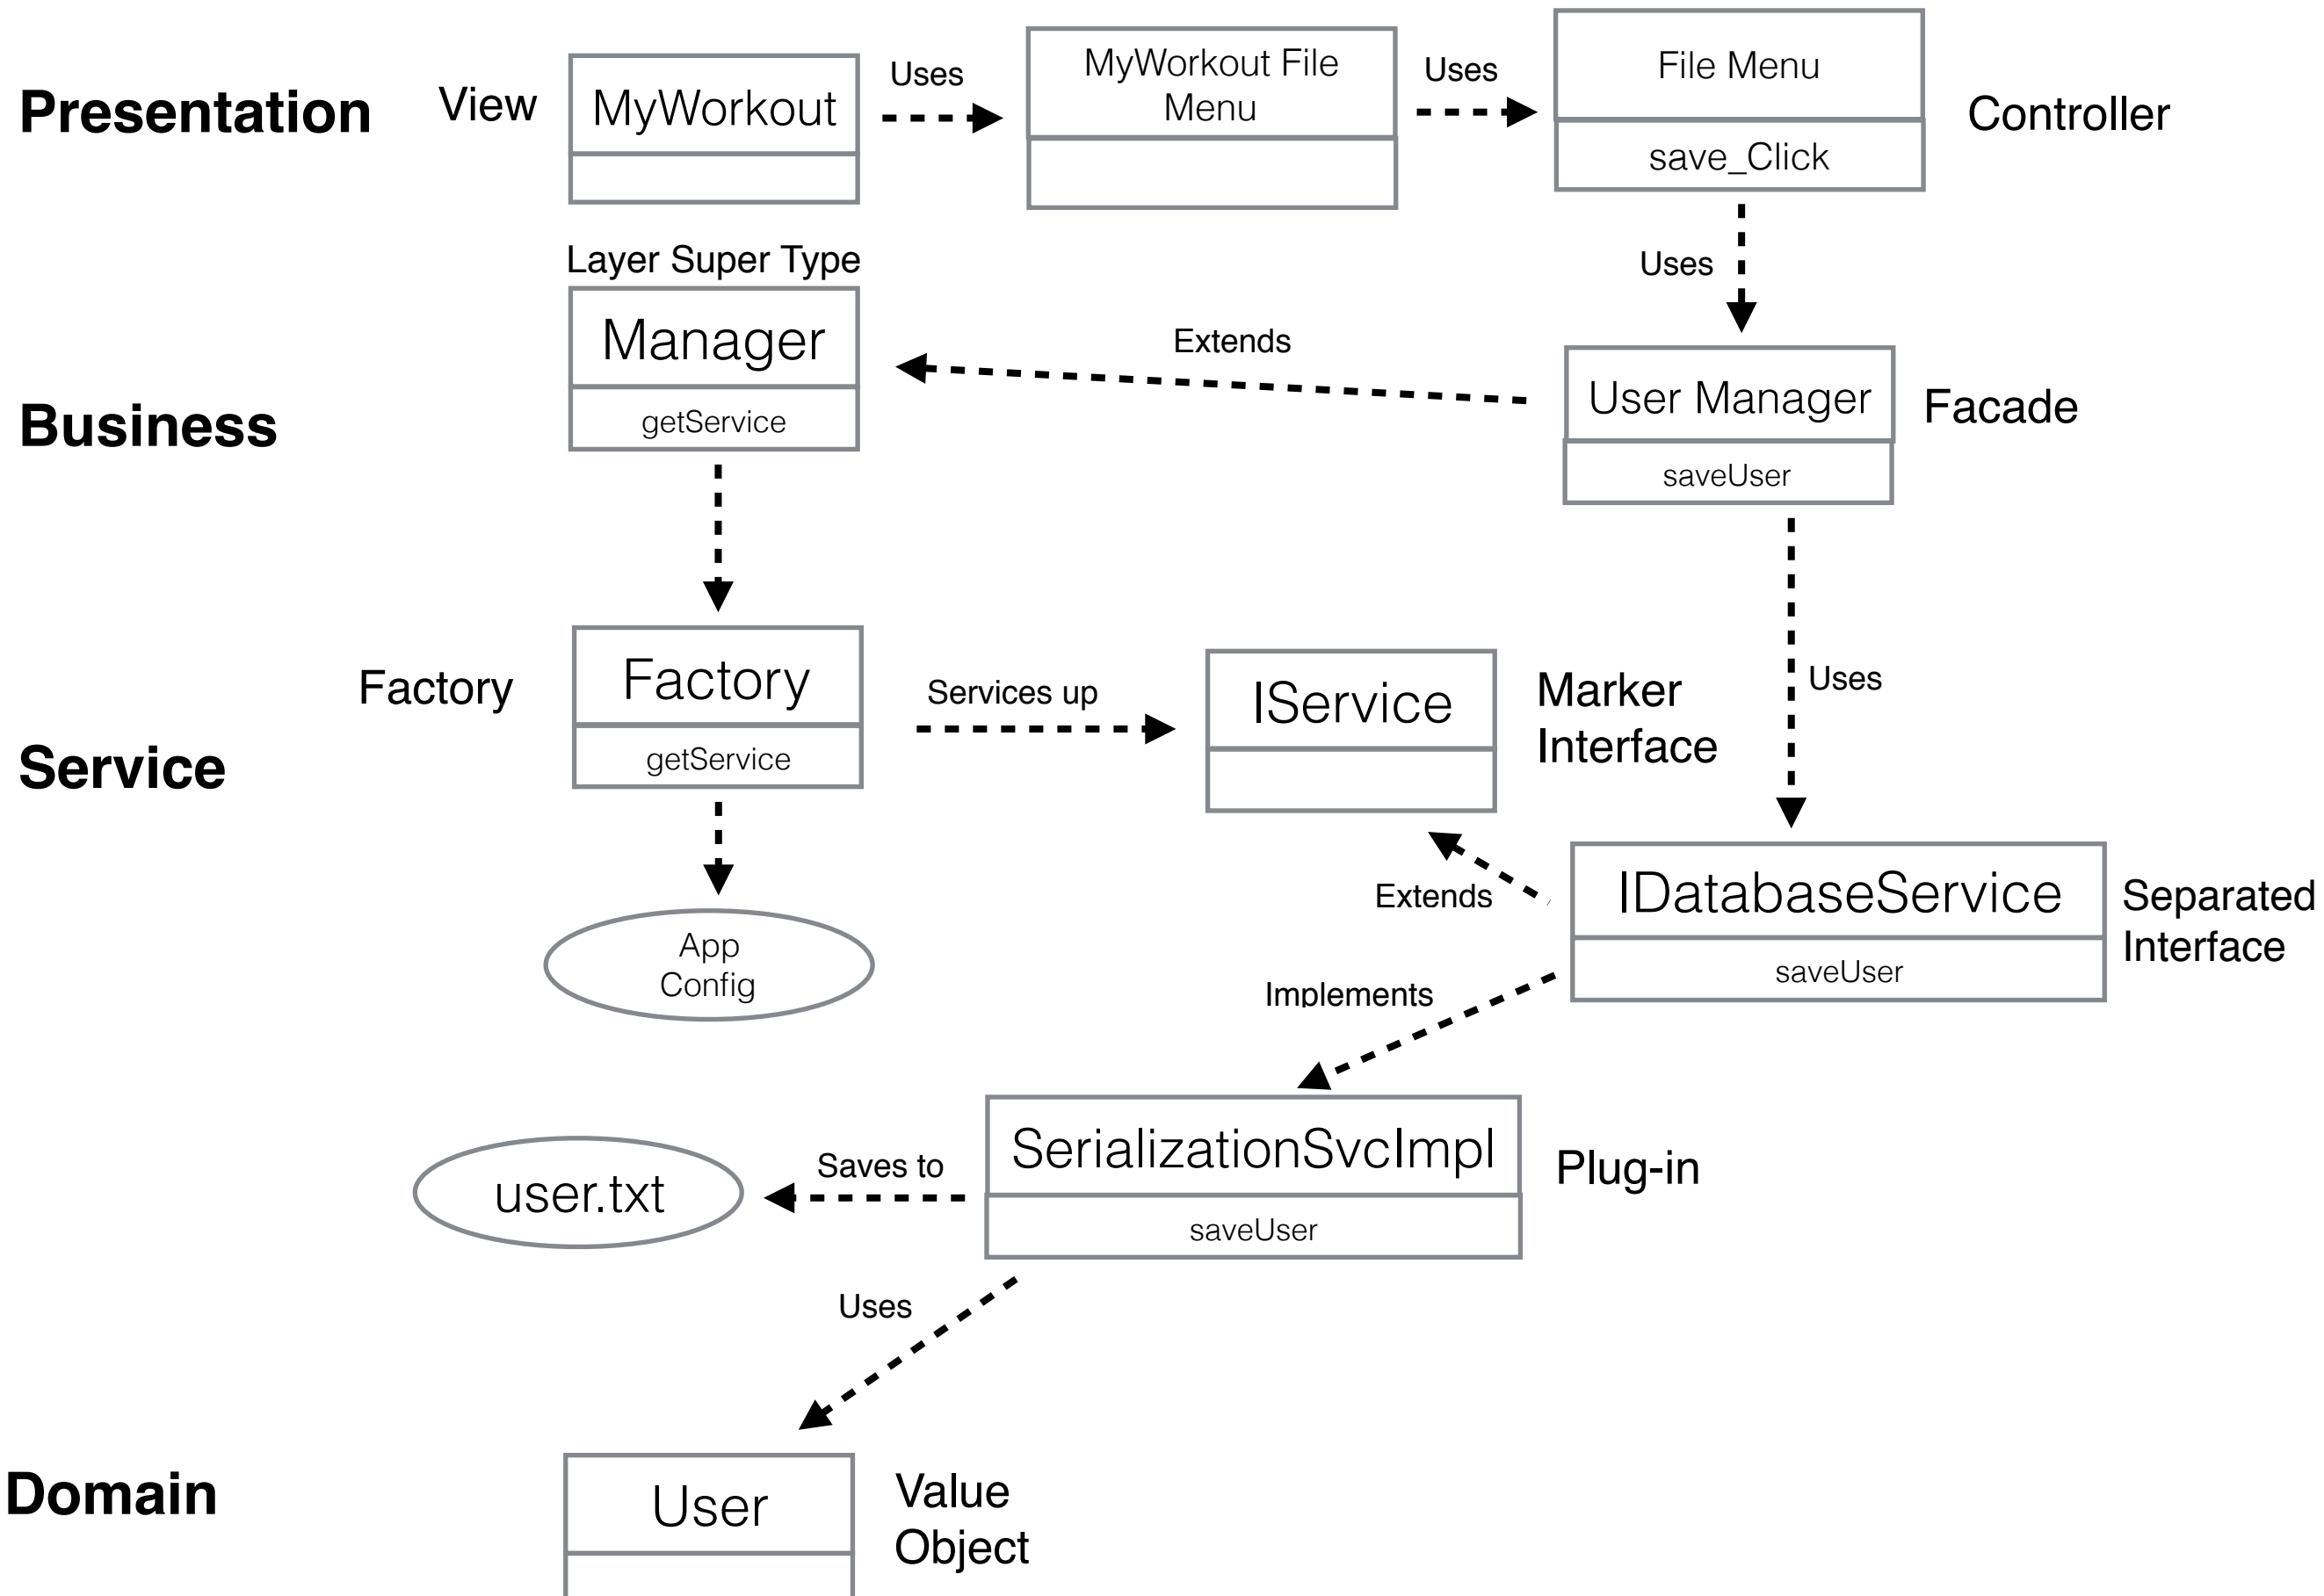 Presentation
View
MyWorkout
Uses
MyWorkout File
Menu
Uses
File Menu
save_Click
Controller
Uses
Layer Super Type
Manager
getService
Extends
Business
User Manager
saveUser
Facade
Uses
Factory
Factory
getService
Services up
IService
Marker
Interface
Service
Extends
IDatabaseService
saveUser
Separated
Interface
App
Config
Implements
SerializationSvcImpl
saveUser
Plug-in
Saves to
user.txt
Uses
Domain
User
Value
Object